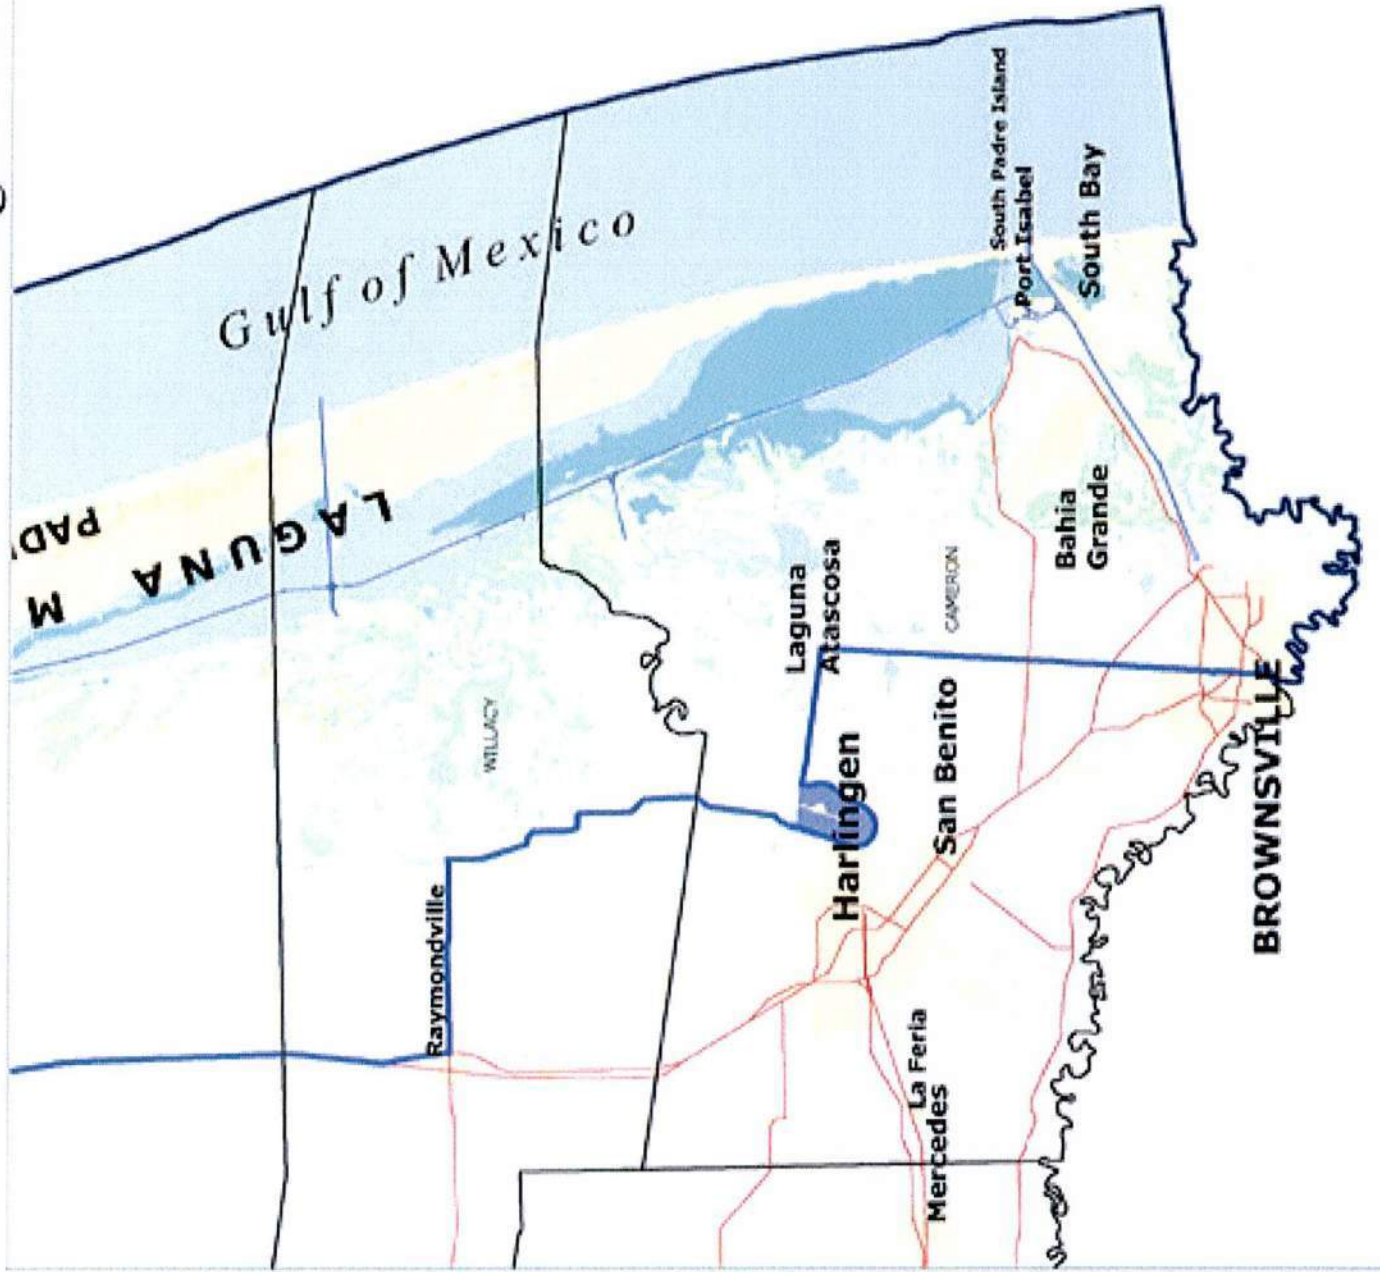 PAD
LAGUNA M
Gulf of Mexico
South Padre Island
Port Isabel
South Bay
Laguna
Atascosa
CAMERON
Bahia
Grande
WILLACY
Raymondville
Harlingen
San Benito
BROWNSVILLE
La Feria
Mercedes